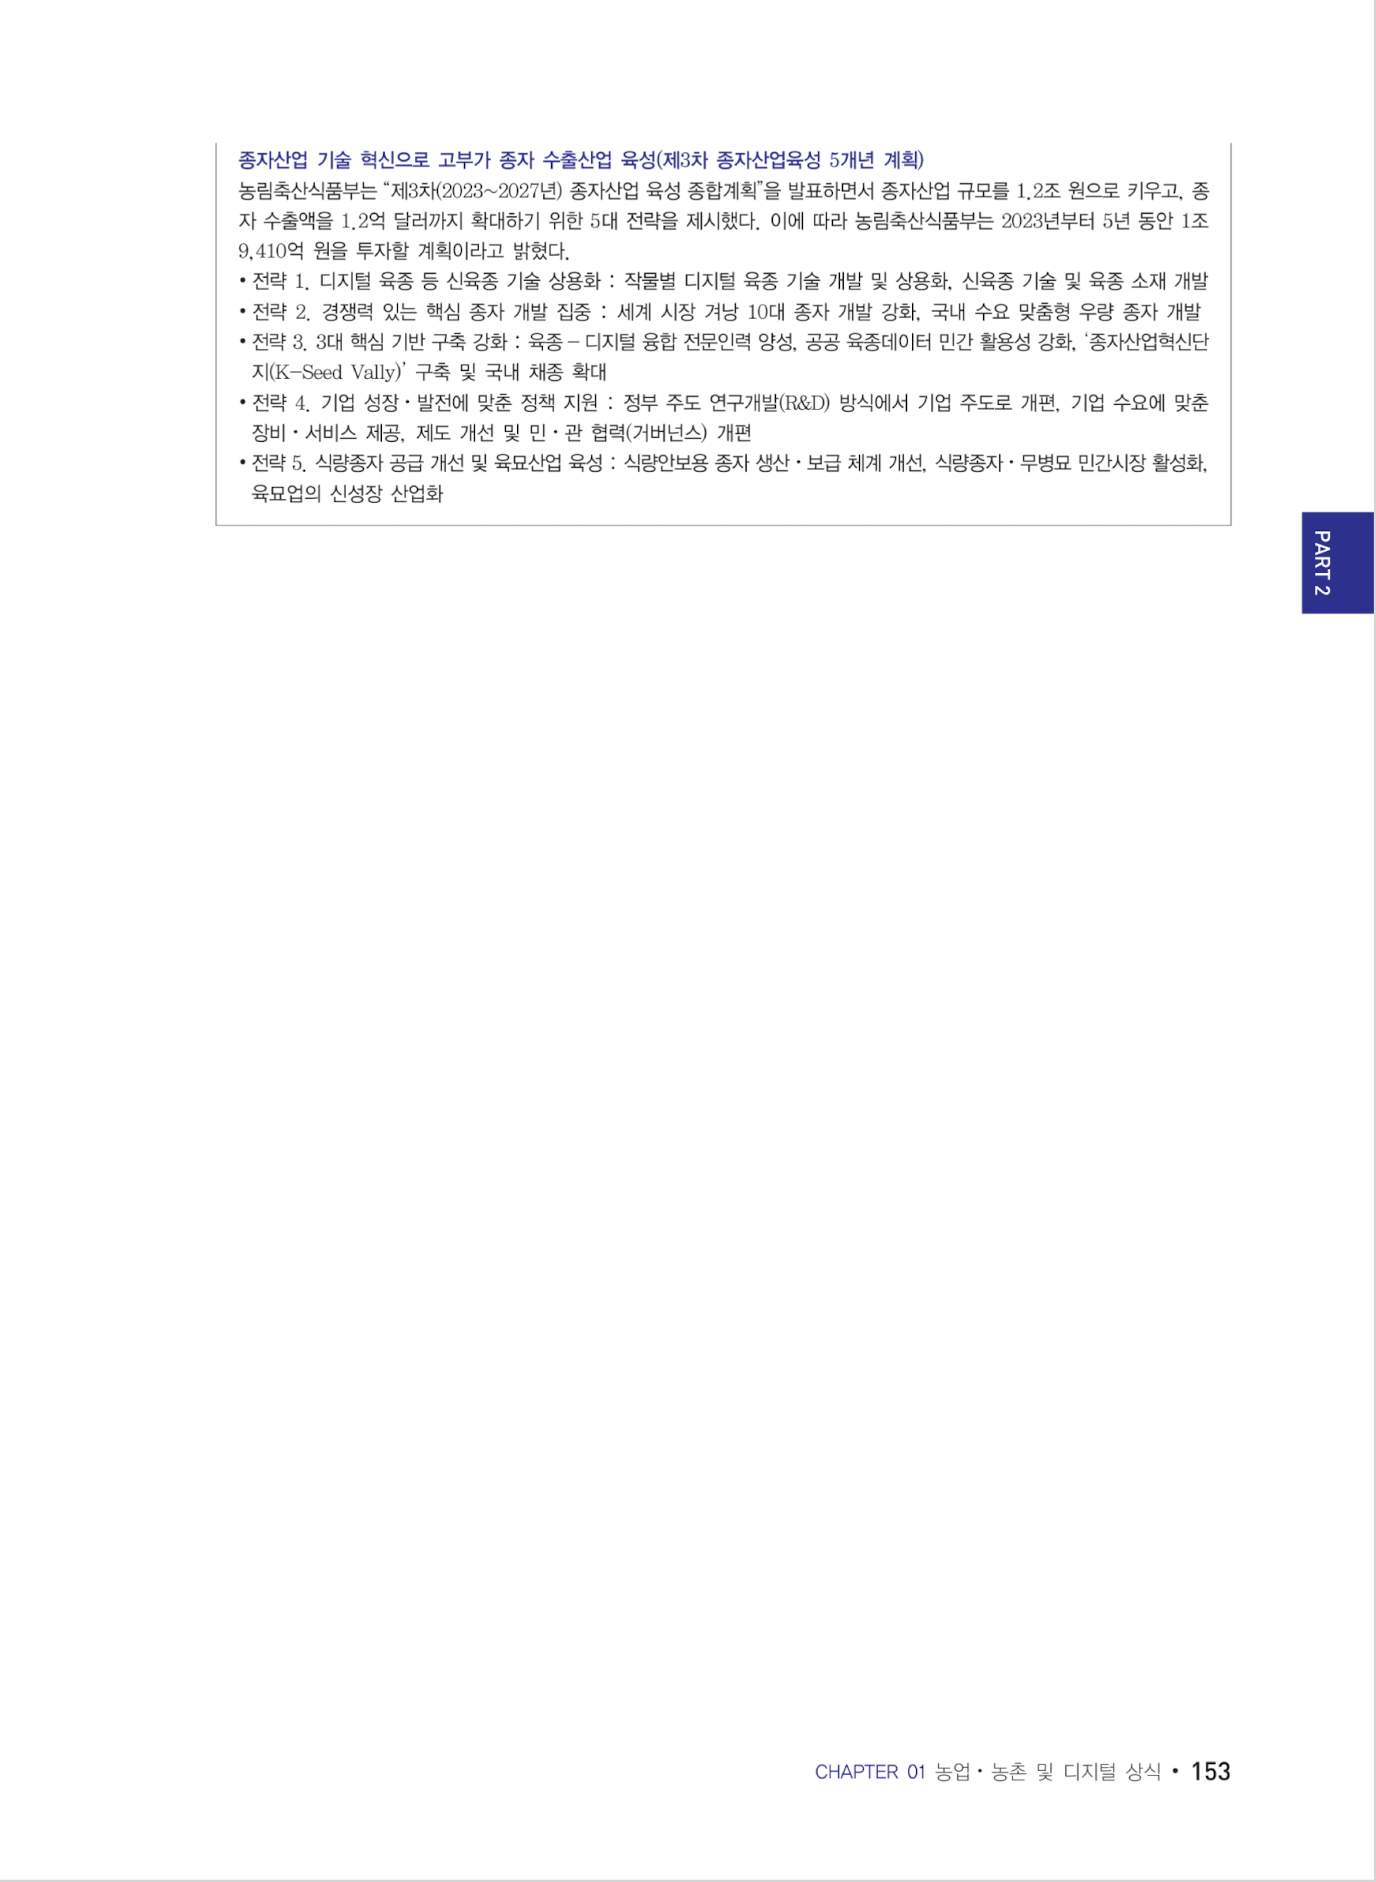 종자산업 기술 혁신으로 고부가 종자 수출산업 육성(제3차 종자산업육성 5개년 계획)
농림축산식품부는 “제3차(2023~2027년) 종자산업 육성 종합계획”을 발표하면서 종자산업 규모를 1.2조 원으로 키우고, 종
자 수출액을 1.2억 달러까지 확대하기 위한 5대 전략을 제시했다. 이에 따라 농림축산식품부는 2023년부터 5년 동안 1조
9,410억 원을 투자할 계획이라고 밝혔다.
• 전략 1. 디지털 육종 등 신육종 기술 상용화 : 작물별 디지털 육종 기술 개발 및 상용화, 신육종 기술 및 육종 소재 개발
• 전략 2. 경쟁력 있는 핵심 종자 개발 집중 : 세계 시장 겨냥 10대 종자 개발 강화, 국내 수요 맞춤형 우량 종자 개발
• 전략 3. 3대 핵심 기반 구축 강화 : 육종-디지털 융합 전문인력 양성, 공공 육종데이터 민간 활용성 강화, ‘종자산업혁신단
지(K-Seed Vally)’ 구축 및 국내 채종 확대
• 전략 4. 기업 성장·발전에 맞춘 정책 지원 : 정부 주도 연구개발(R&D) 방식에서 기업 주도로 개편, 기업 수요에 맞춘
장비·서비스 제공, 제도 개선 및 민·관 협력(거버넌스) 개편
• 전략 5. 식량종자 공급 개선 및 육묘산업 육성 : 식량안보용 종자 생산·보급 체계 개선, 식량종자·무병묘 민간시장 활성화,
육묘업의 신성장 산업화
PART 2
CHAPTER 01 농업·농촌 및 디지털 상식 • 153